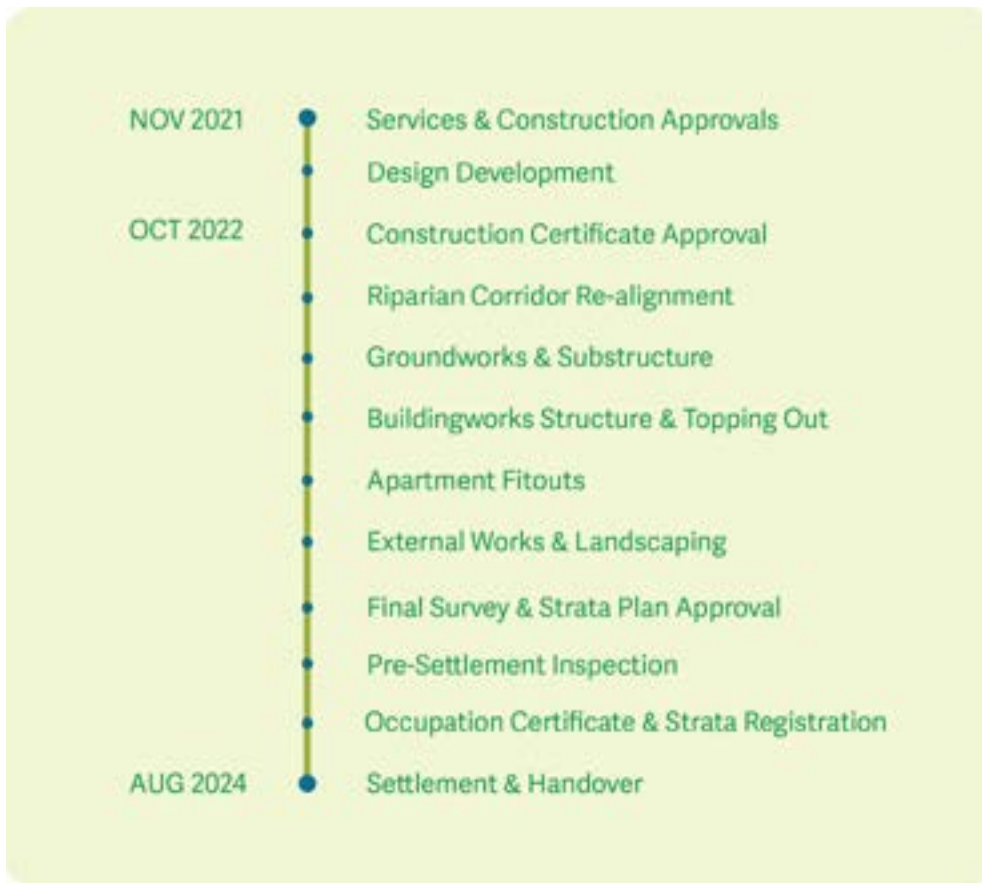 NOV 2021 Services & Construction Approvals
Design Development
OCT 2022 Construction Certificate Approval
Riparian Corridor Re-alignment
Groundworks & Substructure
Buildingworks Structure & Topping Out
Apartment Fitouts
External Works & Landscaping
Final Survey & Strata Plan Approval
Pre-Settlement Inspection
Occupation Certificate & Strata Registration
AUG 2024 Settlement & Handover